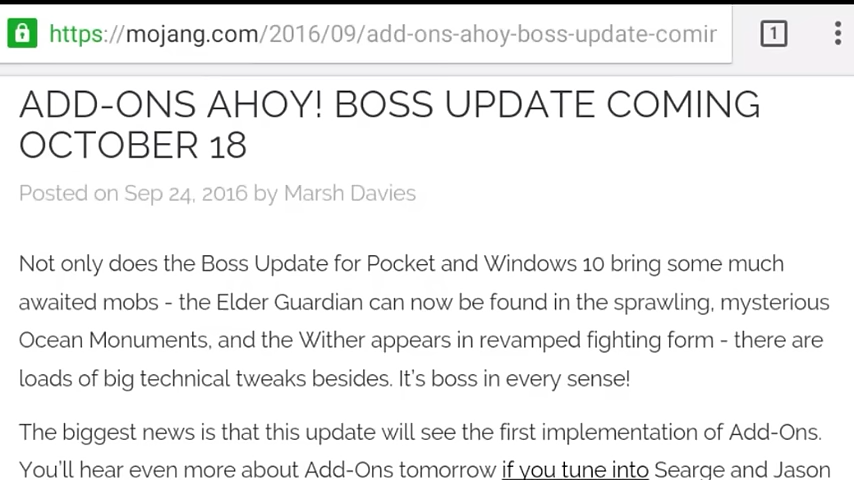 https://mojang.com/2016/09/add-ons-ahoy-boss-update-comir
1
ADD-ONS AHOY! BOSS UPDATE COMING
OCTOBER 18
Posted on Sep 24, 2016 by Marsh Davies
Not only does the Boss Update for Pocket and Windows 10 bring some much
awaited mobs - the Elder Guardian can now be found in the sprawling, mysterious
Ocean Monuments, and the Wither appears in revamped fighting form - there are
loads of big technical tweaks besides. It's boss in every sense!
The biggest news is that this update will see the first implementation of Add-Ons.
You'll hear even more about Add-Ons tomorrow if you tune into Searge and Jason